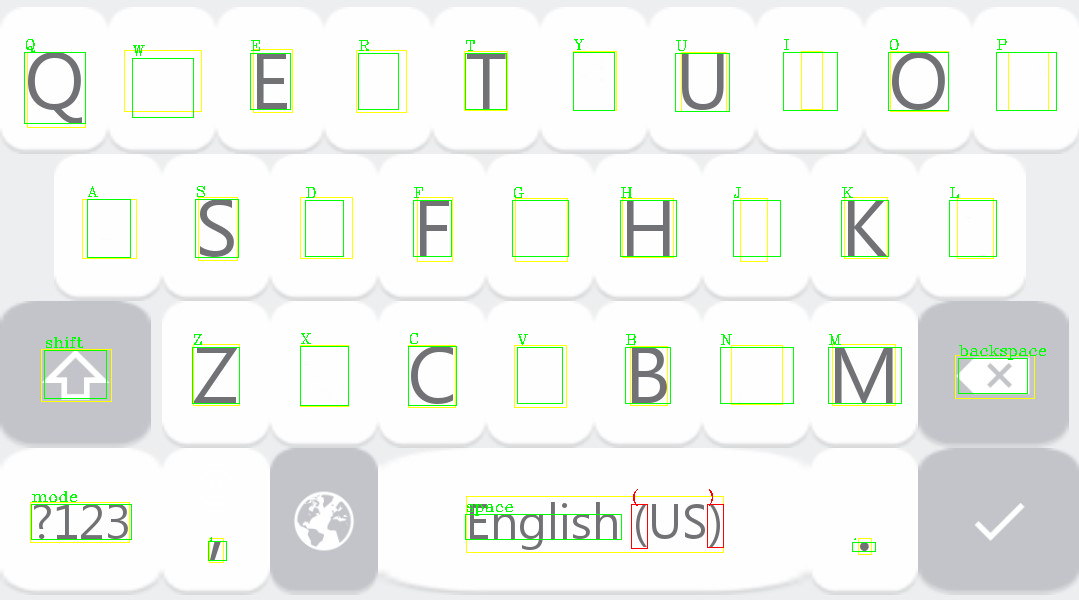 Q W E R T Y U I O P
Q E T U O
A S D F G H J K L
S F H K
shift Z X C V B N M backspace
Z C B M
mode space ( )
?123 , English (US) .